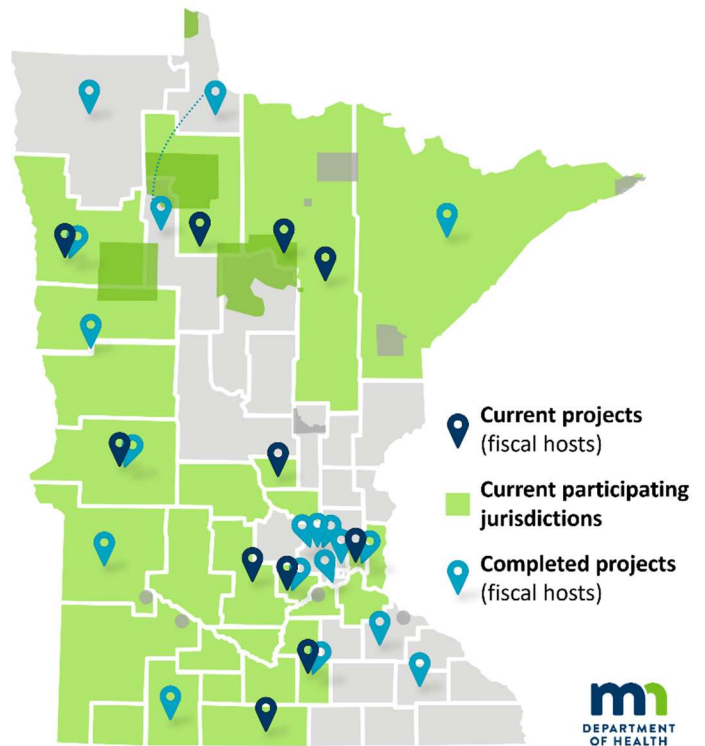 Current projects
(fiscal hosts)
Current participating
jurisdictions
Completed projects
(fiscal hosts)
mn
DEPARTMENT
OF HEALTH